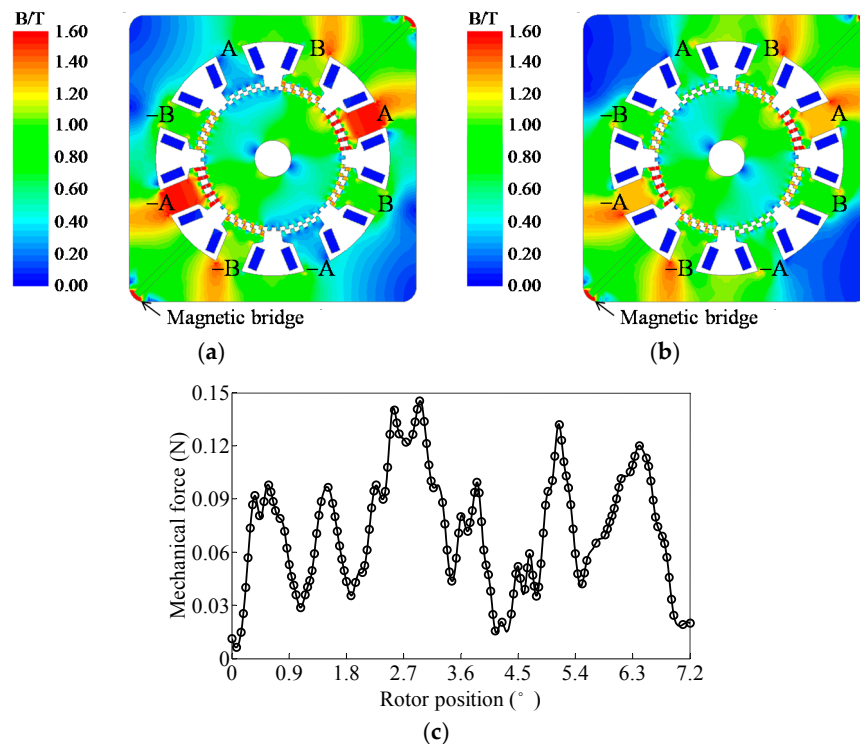 B/T
1.60
1.40
1.20
1.00
0.80
0.60
0.40
0.20
0.00
A
B
−B
A
−A
B
−B
−A
Magnetic bridge
(a)
B/T
1.60
1.40
1.20
1.00
0.80
0.60
0.40
0.20
0.00
A
B
−B
A
−A
B
−B
−A
Magnetic bridge
(b)
Mechanical force (N)
0.15
0.12
0.09
0.06
0.03
0
0 0.9 1.8 2.7 3.6 4.5 5.4 6.3 7.2
Rotor position (°)
(c)